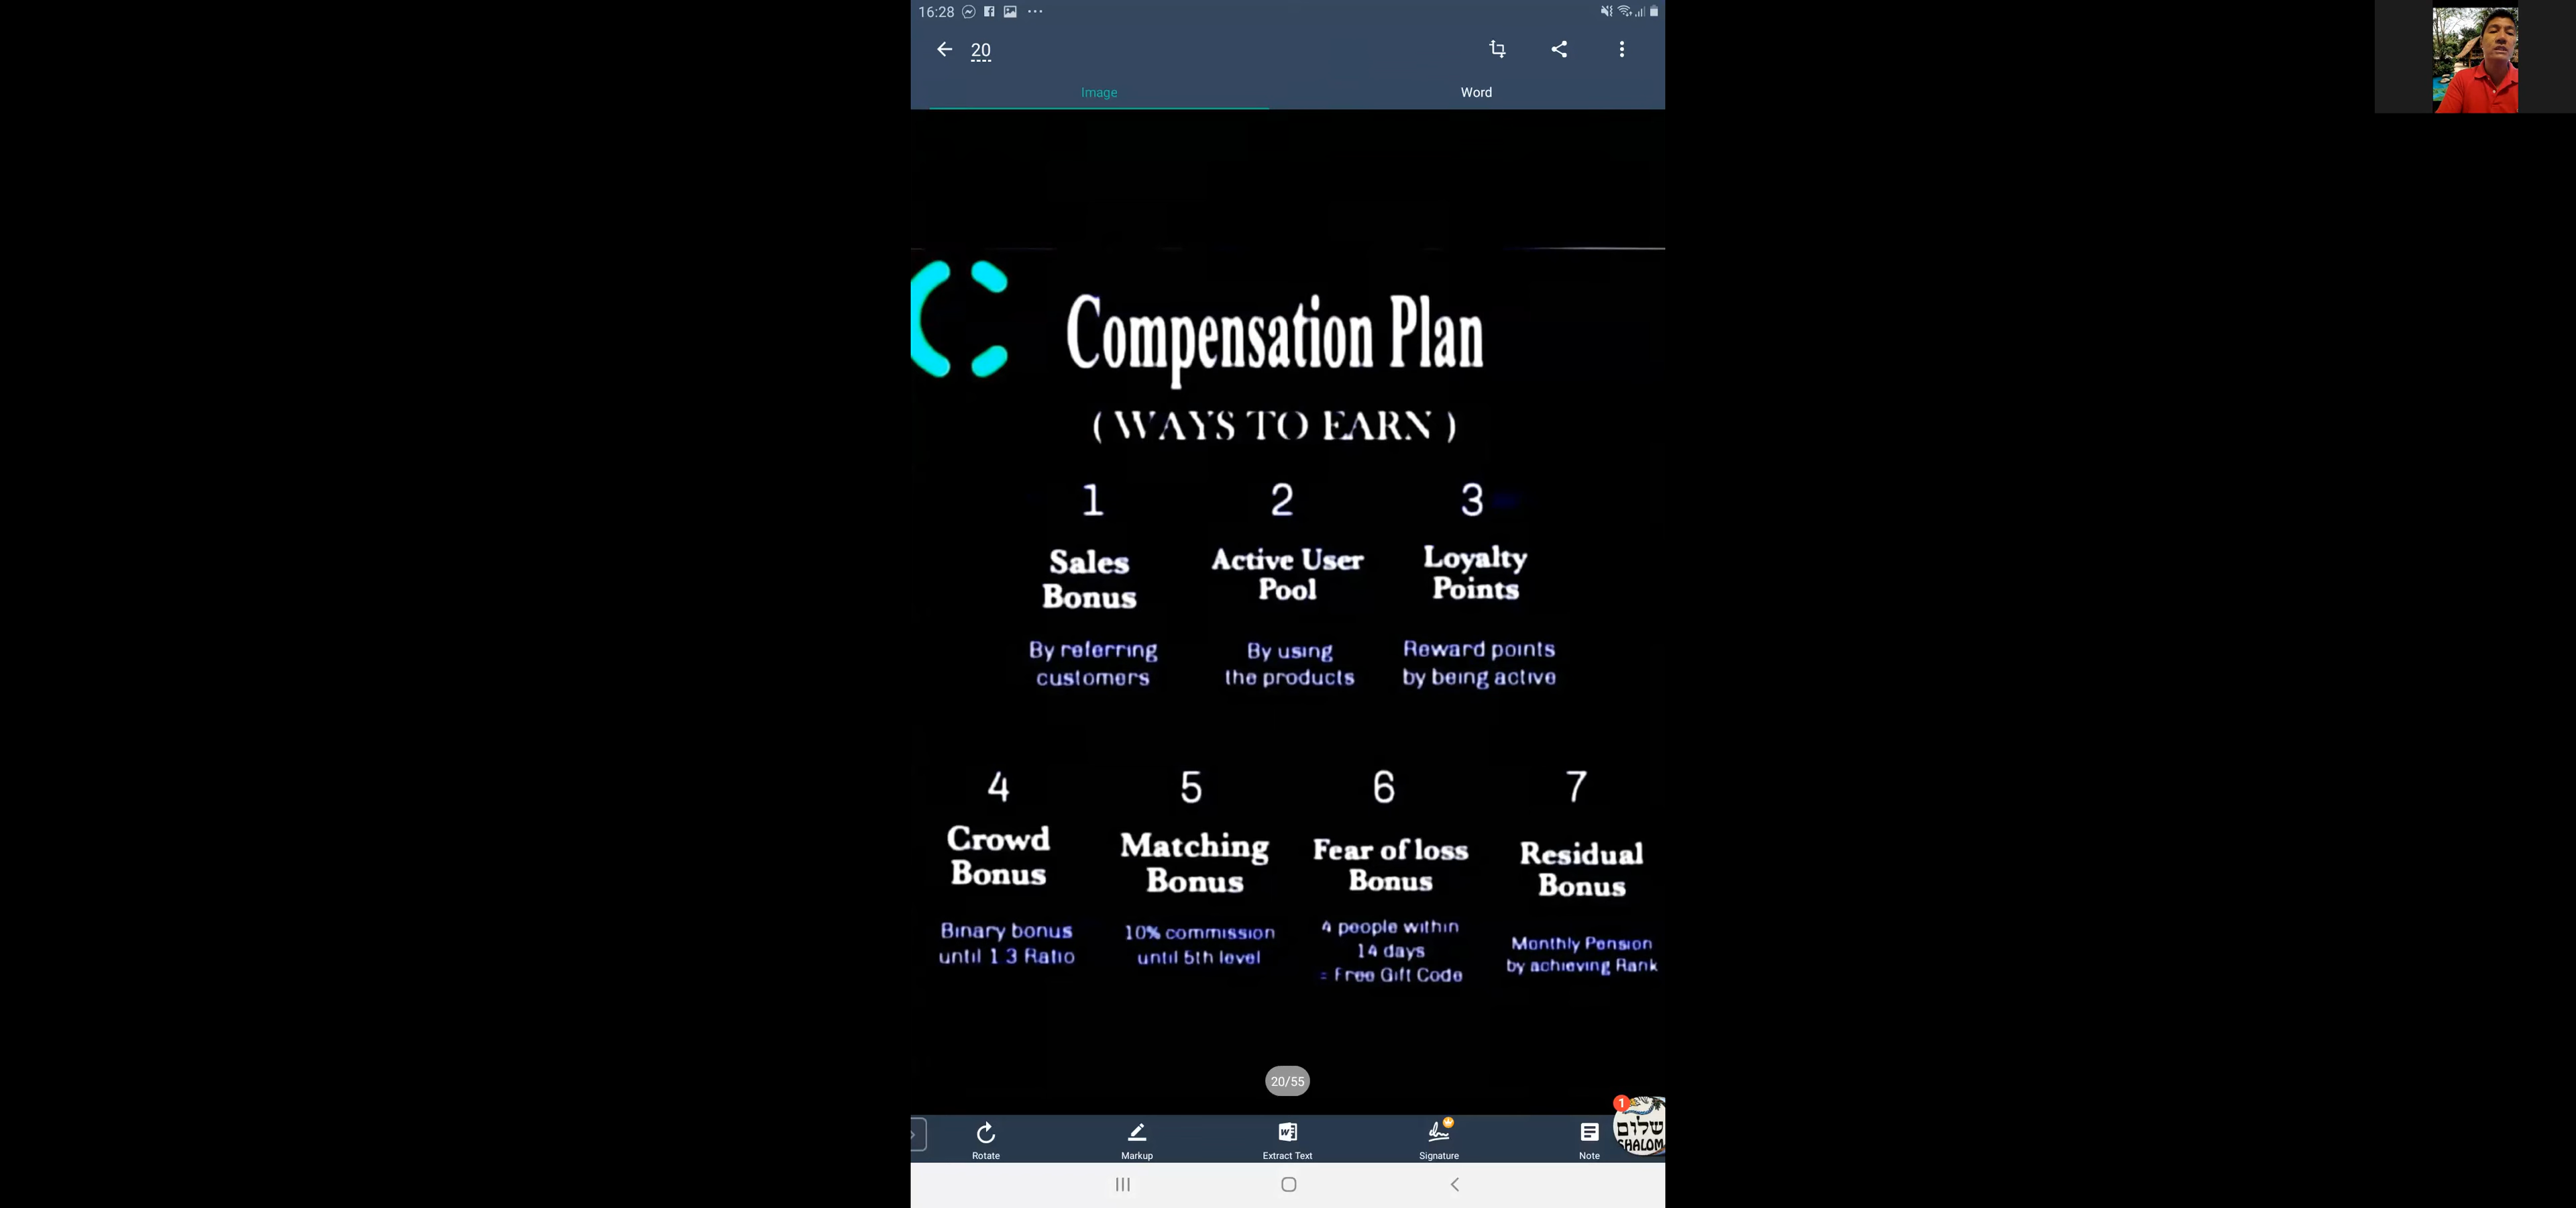 16:28
20
Image
Word
Compensation Plan
( WAYS TO EARN )
1
2
3
Sales
Bonus
Active User
Pool
Loyalty
Points
By referring
customers
By using
the products
Reward points
by being active
4
5
6
7
Crowd
Bonus
Matching
Bonus
Fear of loss
Bonus
Residual
Bonus
Binary bonus
until 1 3 Ratio
10% commission
until 5th level
4 people within
14 days
= Free Gift Code
Monthly Pension
by achieving Rank
20/55
1
שלום
SHALOM
Rotate
Markup
Extract Text
Signature
Note